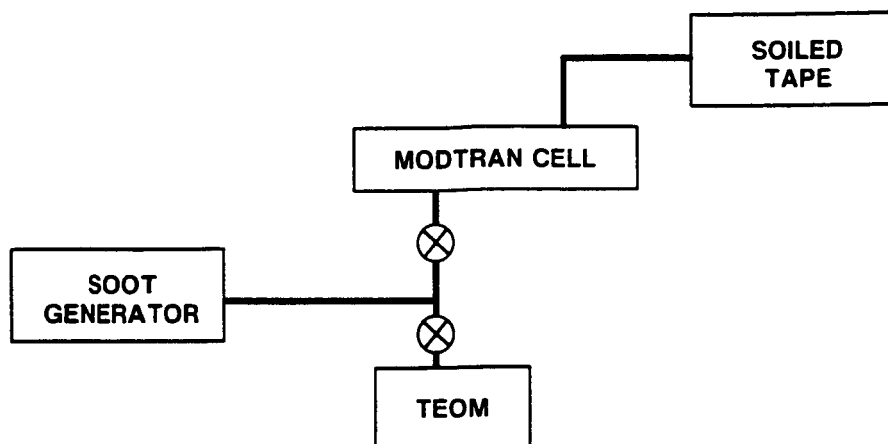 SOILED
TAPE
MODTRAN CELL
SOOT
GENERATOR
TEOM